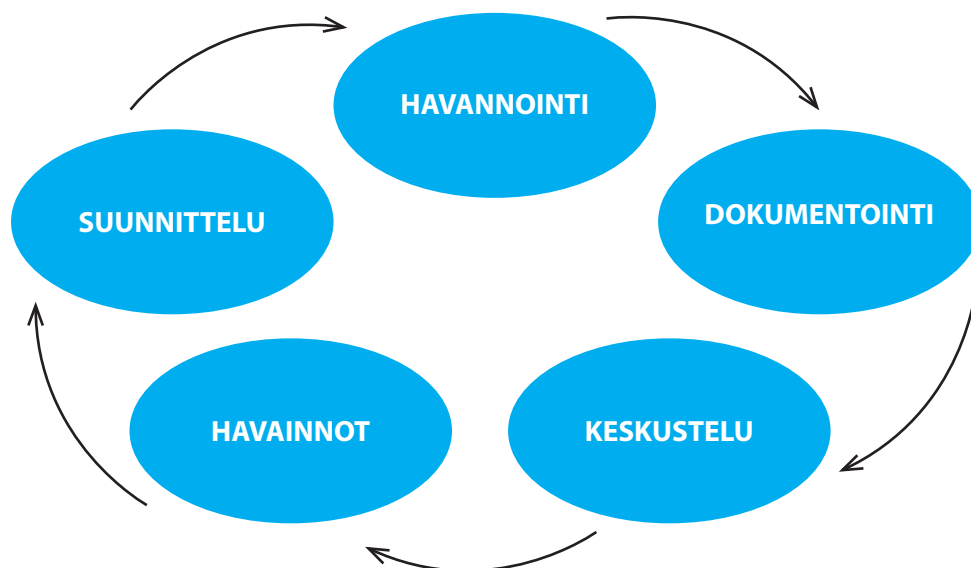 HAVANNOINTI
DOKUMENTOINTI
KESKUSTELU
HAVAINNOT
SUUNNITTELU